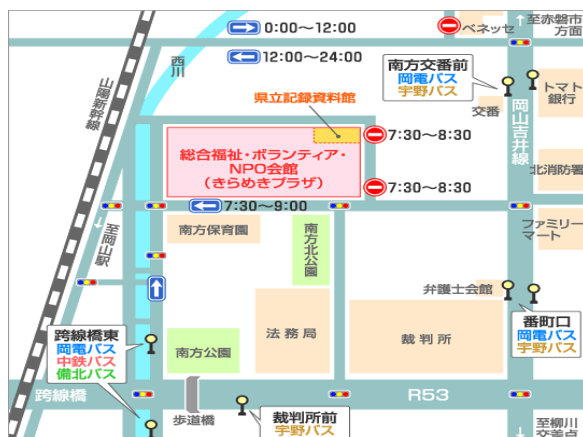 0:00～12:00
12:00～24:00
ベネッセ
至赤磐市
方面
西川
山陽新幹線
南方交番前
岡電バス
宇野バス
交番
トマト
銀行
岡山吉井線
県立記録資料館
7:30～8:30
総合福祉・ボランティア・
NPO会館
（きらめきプラザ）
7:30～8:30
北消防署
7:30～9:00
至岡山駅
南方保育園
南方北公園
ファミリー
マート
弁護士会館
跨線橋東
岡電バス
中鉄バス
備北バス
南方公園
法務局
裁判所
番町口
岡電バス
宇野バス
跨線橋
R53
歩道橋
裁判所前
宇野バス
至柳川
交差点